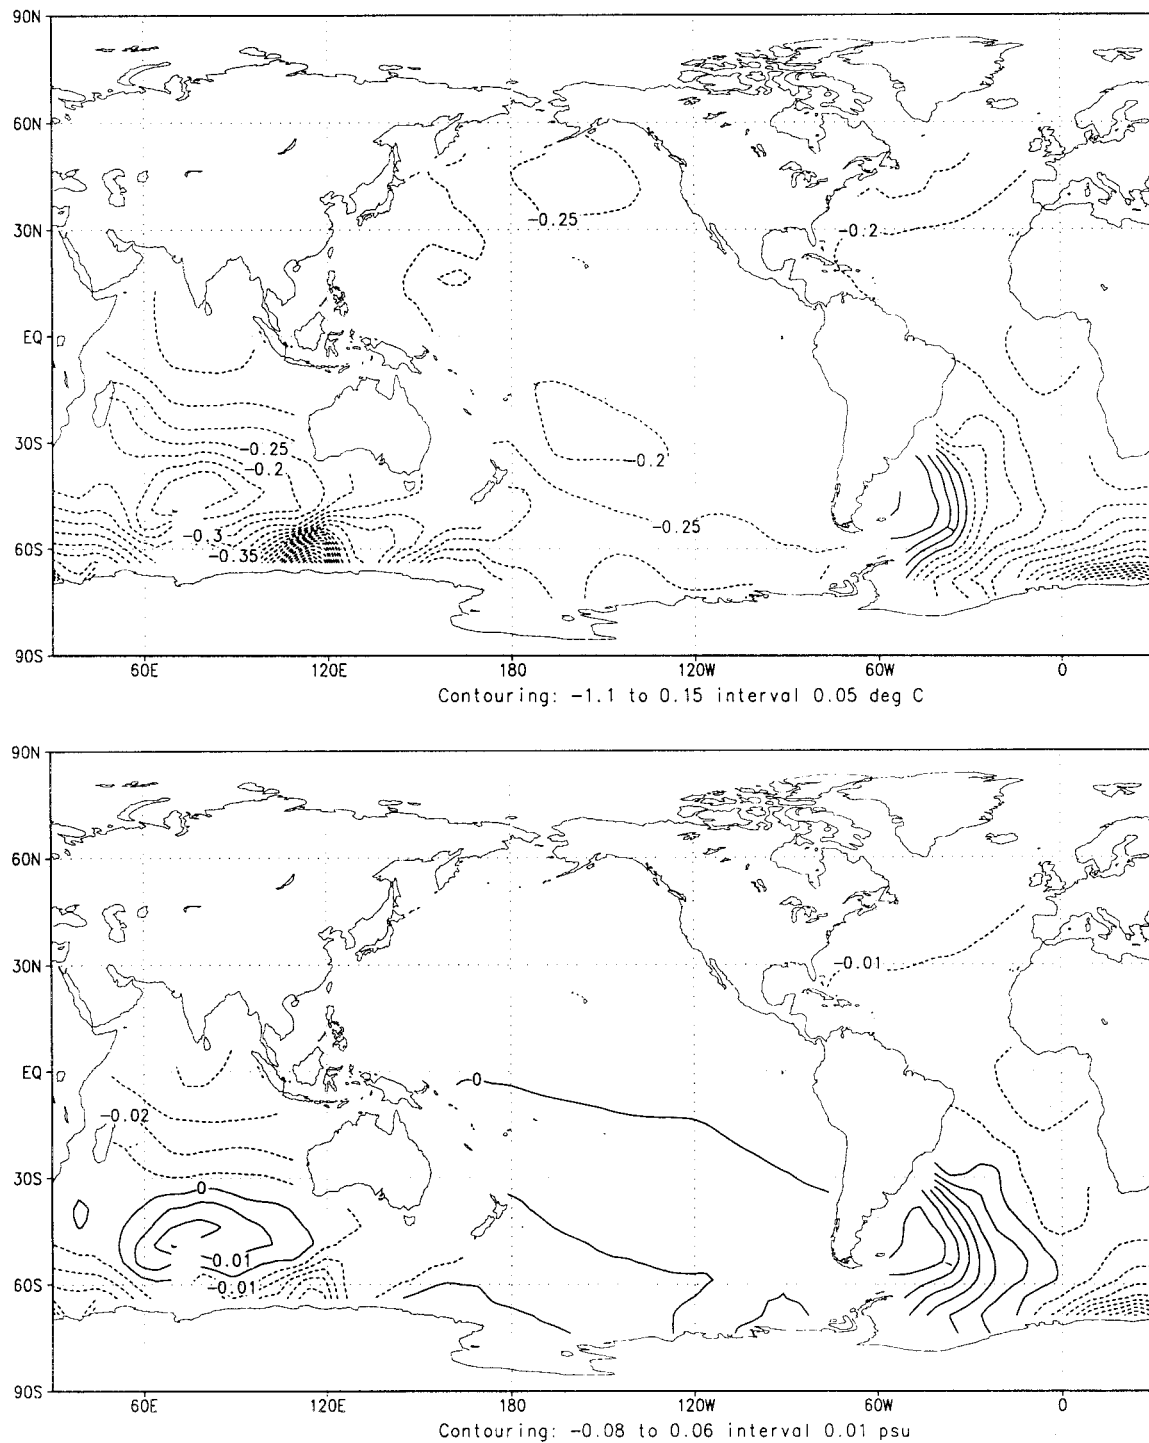 90N
60N
-0.25
30N
-0.2
EQ
-0.25
30S
-0.2
-0.2
-0.25
-0.3
60S
-0.35
90S
60E 120E 180 120W 60W 0
Contouring: -1.1 to 0.15 interval 0.05 deg C
90N
60N
30N
-0.01
EQ
0
-0.02
30S
0
-0.01
60S
-0.01
90S
60E 120E 180 120W 60W 0
Contouring: -0.08 to 0.06 interval 0.01 psu